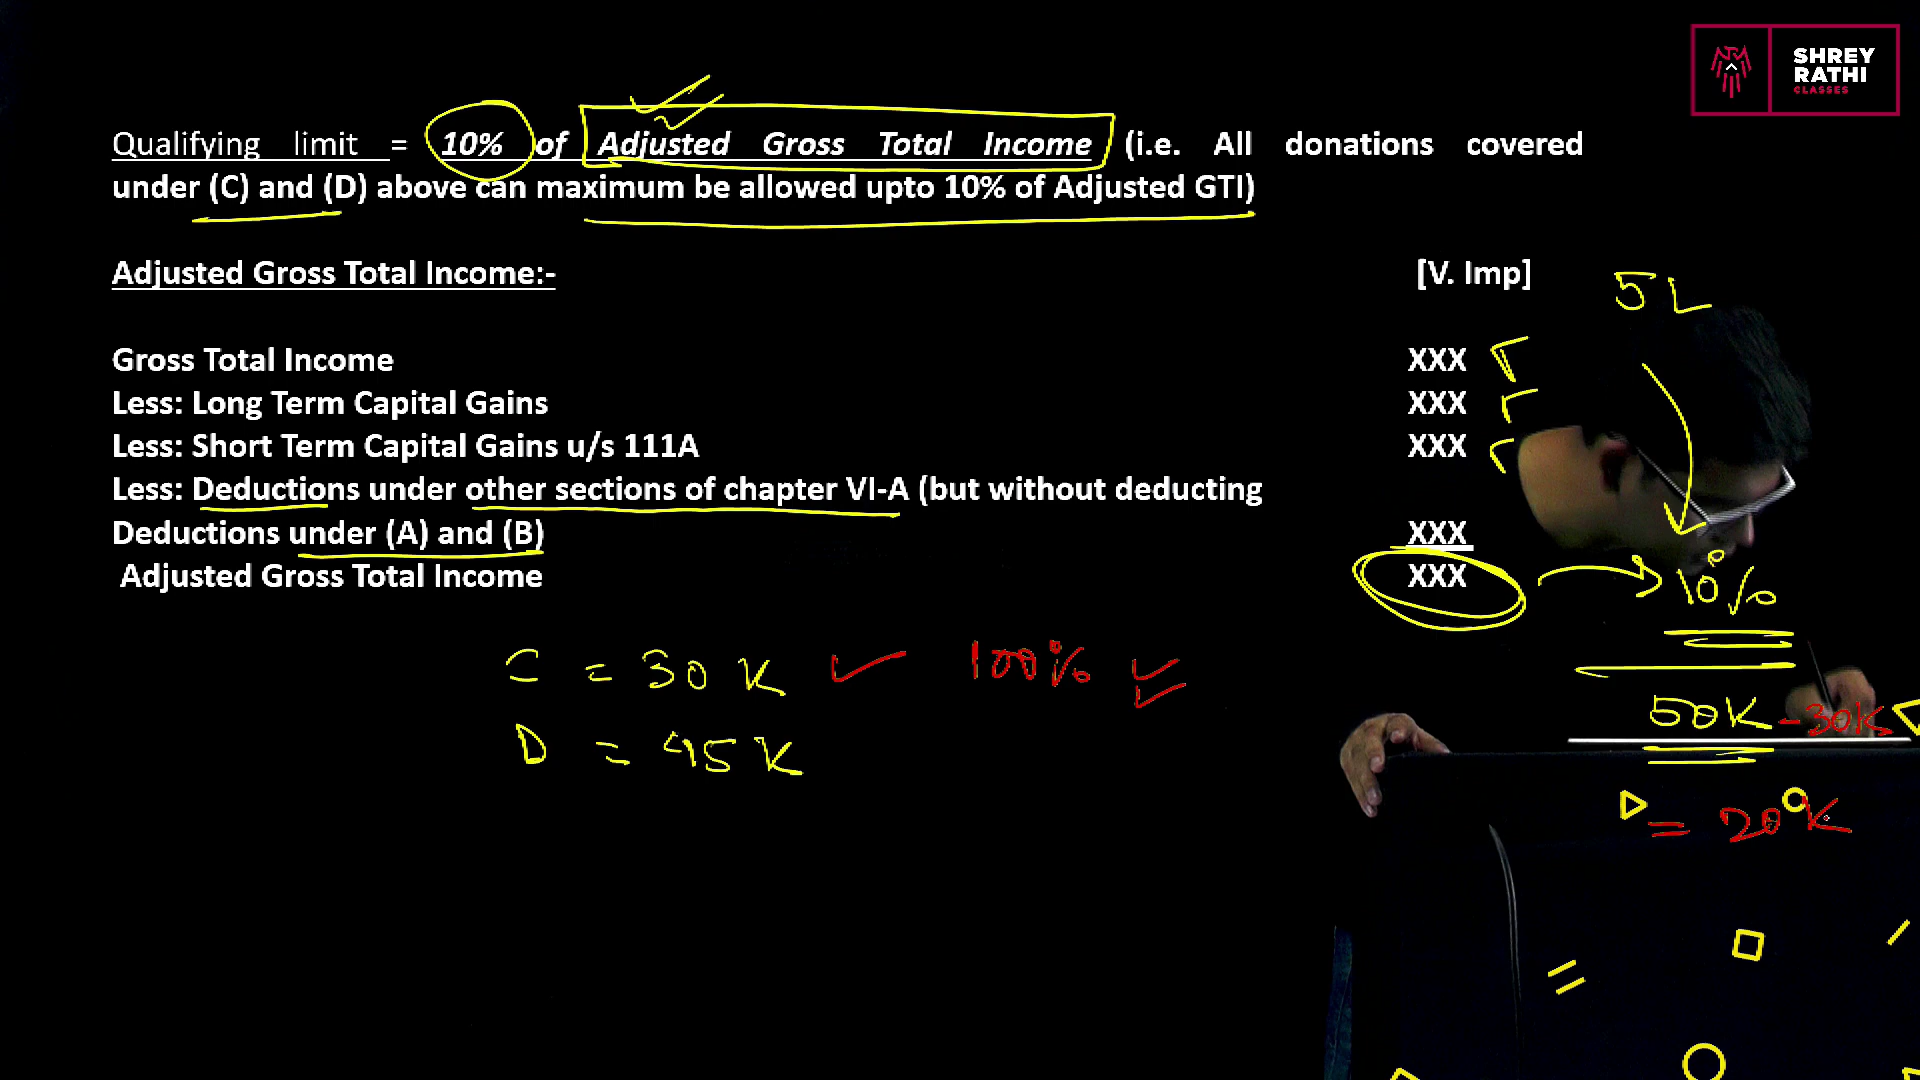 SHREY
RATHI
CLASSES
Qualifying limit = 10% of Adjusted Gross Total Income (i.e. All donations covered
under (C) and (D) above can maximum be allowed upto 10% of Adjusted GTI)
Adjusted Gross Total Income:- [V. Imp]
5L
Gross Total Income XXX
Less: Long Term Capital Gains XXX
Less: Short Term Capital Gains u/s 111A XXX
Less: Deductions under other sections of chapter VI-A (but without deducting
Deductions under (A) and (B) XXX
Adjusted Gross Total Income XXX
10%
C = 30 K 100%
50K - 30K
D = 45 K
= 20K